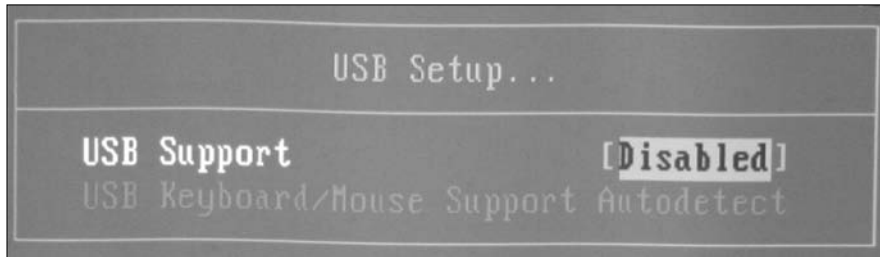 USB Setup...
USB Support [Disabled]
USB Keyboard/Mouse Support Autodetect